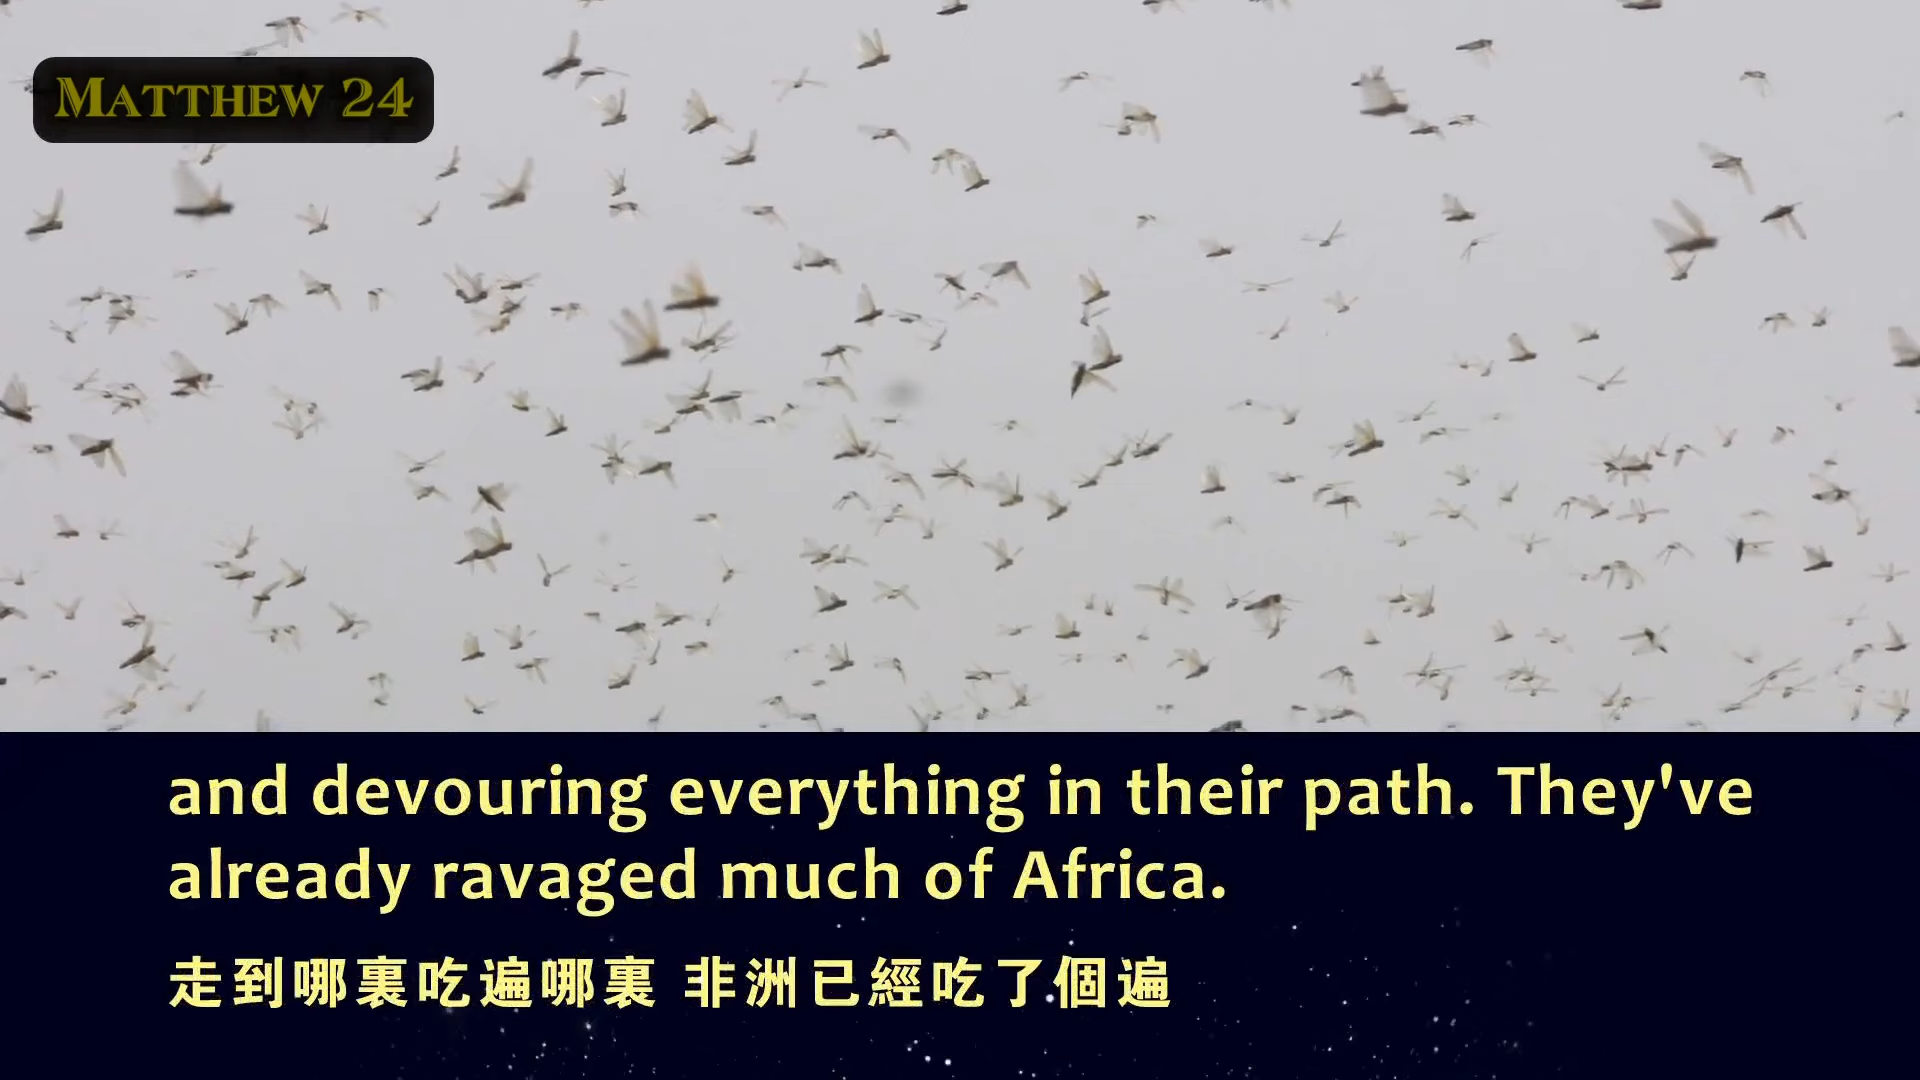 Matthew 24
and devouring everything in their path. They've
already ravaged much of Africa.
走到哪裏吃遍哪裏 非洲已經吃了個遍